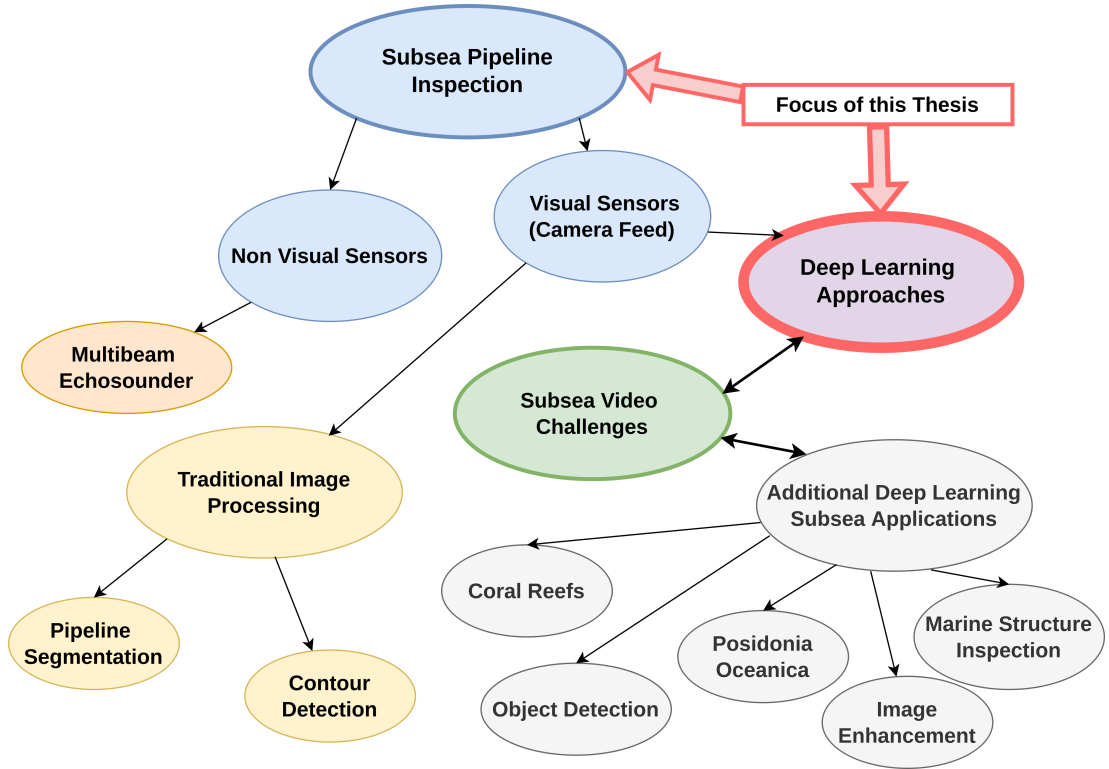 Subsea Pipeline
Inspection
Focus of this Thesis
Visual Sensors
(Camera Feed)
Non Visual Sensors
Deep Learning
Approaches
Multibeam
Echosounder
Subsea Video
Challenges
Traditional Image
Processing
Additional Deep Learning
Subsea Applications
Coral Reefs
Pipeline
Segmentation
Posidonia
Oceanica
Marine Structure
Inspection
Contour
Detection
Object Detection
Image
Enhancement